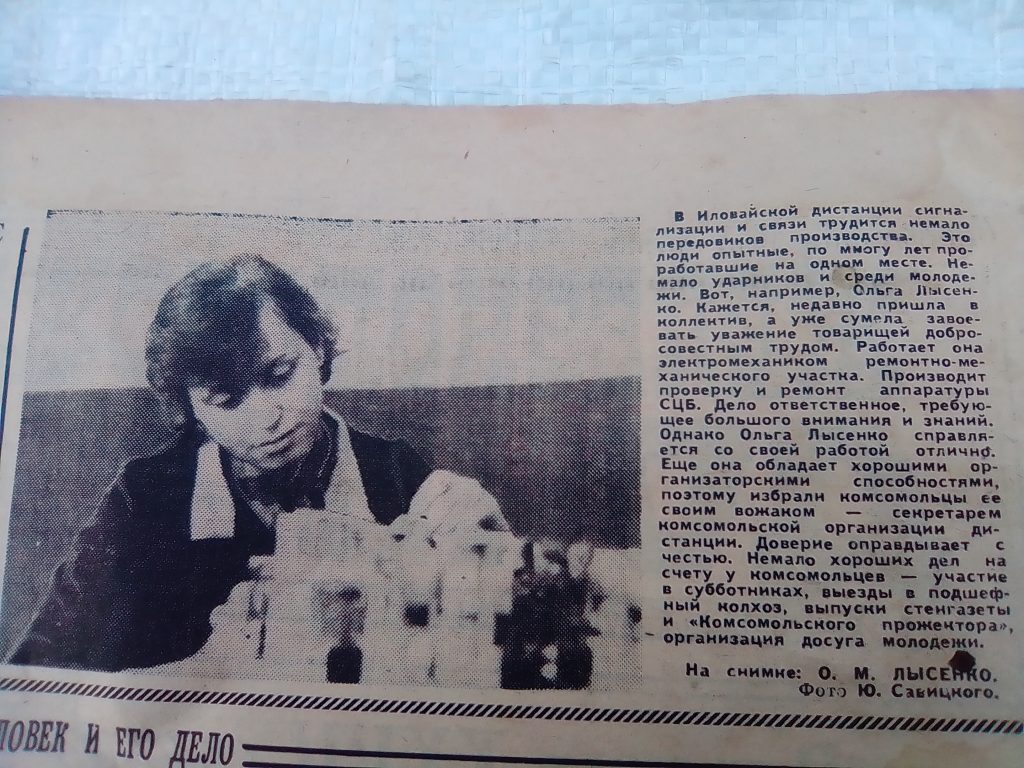 В Иловайской дистанции сигна-
лизации и связи трудится немало
передовиков производства. Это
люди опытные, по многу лет про-
работавшие на одном месте. Не-
мало ударников и среди молоде-
жи. Вот, например, Ольга Лысен-
ко. Кажется, недавно пришла в
коллектив, а уже сумела завое-
вать уважение товарищей добро-
совестным трудом. Работает она
электромехаником ремонтно-ме-
ханического участка. Производит
проверку и ремонт аппаратуры
СЦБ. Дело ответственное, требую-
щее большого внимания и знаний.
Однако Ольга Лысенко справля-
ется со своей работой отлично.
Еще она обладает хорошими ор-
ганизаторскими способностями,
поэтому избрали комсомольцы ее
своим вожаком — секретарем
комсомольской организации ди-
станции. Доверие оправдывает с
честью. Немало хороших дел на
счету у комсомольцев — участие
в субботниках, выезды в подшеф-
ный колхоз, выпуски стенгазеты
и «Комсомольского прожектора»,
организация досуга молодежи.
На снимке: О. М. ЛЫСЕНКО.
Фото Ю. Савицкого.
ЛОВЕК И ЕГО ДЕЛО